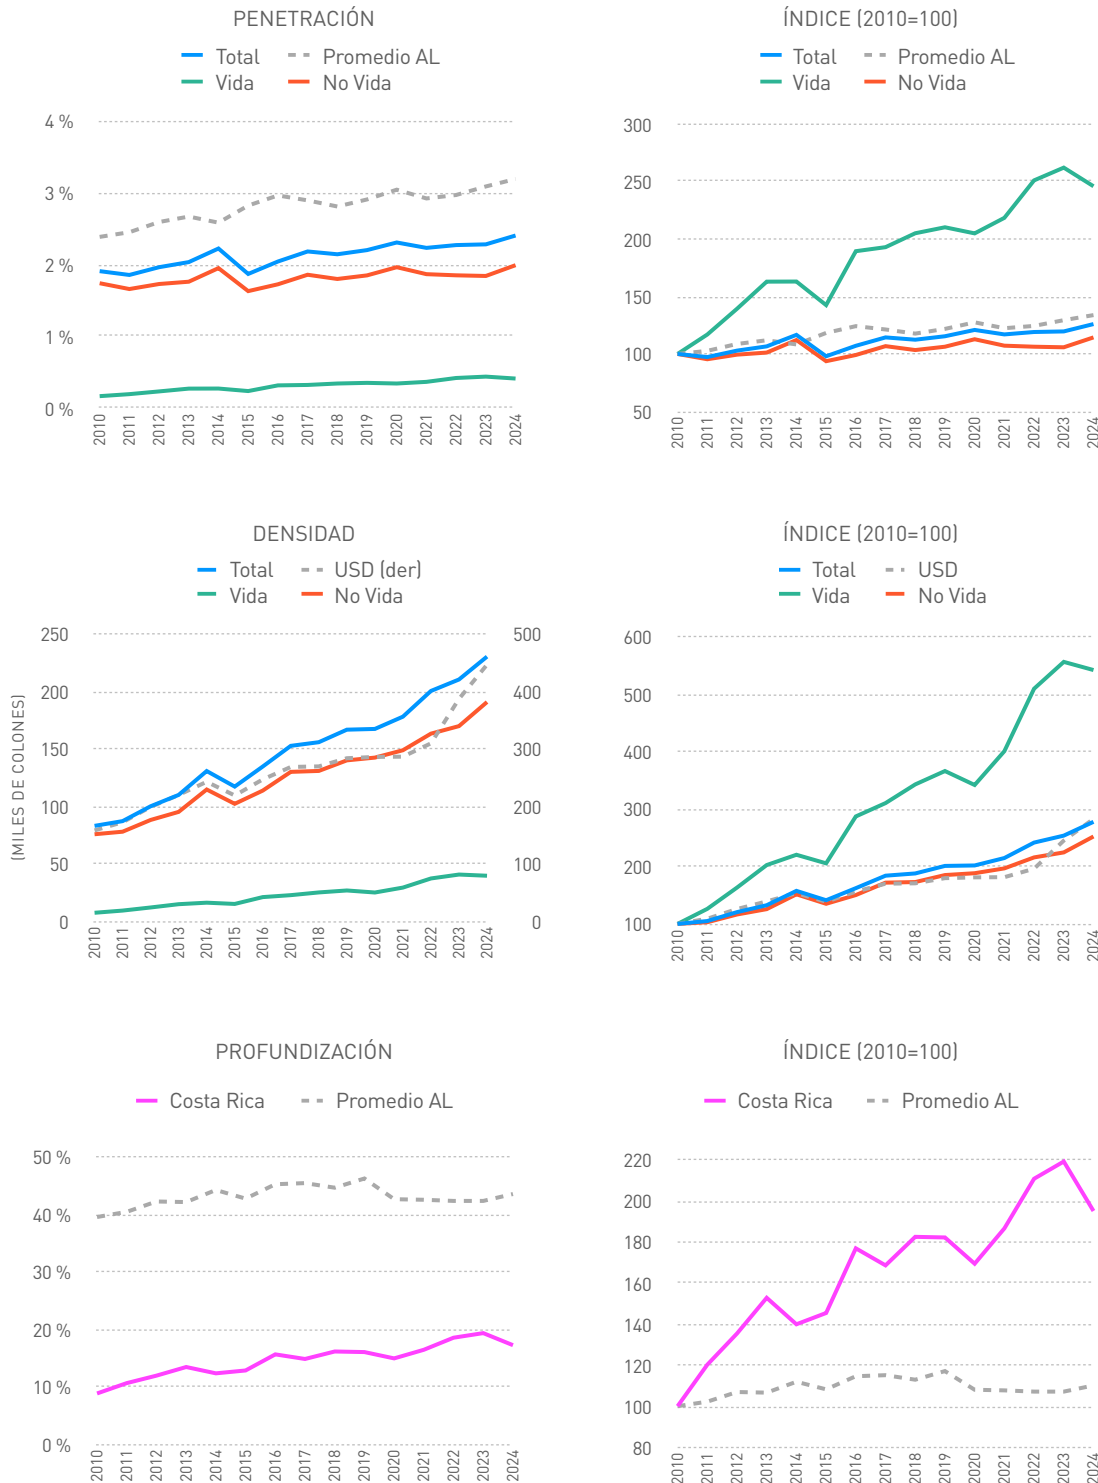 PENETRACIÓN
Total Promedio AL
Vida No Vida
4 %
3 %
2 %
1 %
0 %
2010 2011 2012 2013 2014 2015 2016 2017 2018 2019 2020 2021 2022 2023 2024
ÍNDICE (2010=100)
Total Promedio AL
Vida No Vida
300
250
200
150
100
50
2010 2011 2012 2013 2014 2015 2016 2017 2018 2019 2020 2021 2022 2023 2024
DENSIDAD
Total USD (der)
Vida No Vida
(MILES DE COLONES)
250 500
200 400
150 300
100 200
50 100
0 0
2010 2011 2012 2013 2014 2015 2016 2017 2018 2019 2020 2021 2022 2023 2024
ÍNDICE (2010=100)
Total USD
Vida No Vida
600
500
400
300
200
100
2010 2011 2012 2013 2014 2015 2016 2017 2018 2019 2020 2021 2022 2023 2024
PROFUNDIZACIÓN
Costa Rica Promedio AL
50 %
40 %
30 %
20 %
10 %
0 %
2010 2011 2012 2013 2014 2015 2016 2017 2018 2019 2020 2021 2022 2023 2024
ÍNDICE (2010=100)
Costa Rica Promedio AL
220
200
180
160
140
120
100
80
2010 2011 2012 2013 2014 2015 2016 2017 2018 2019 2020 2021 2022 2023 2024